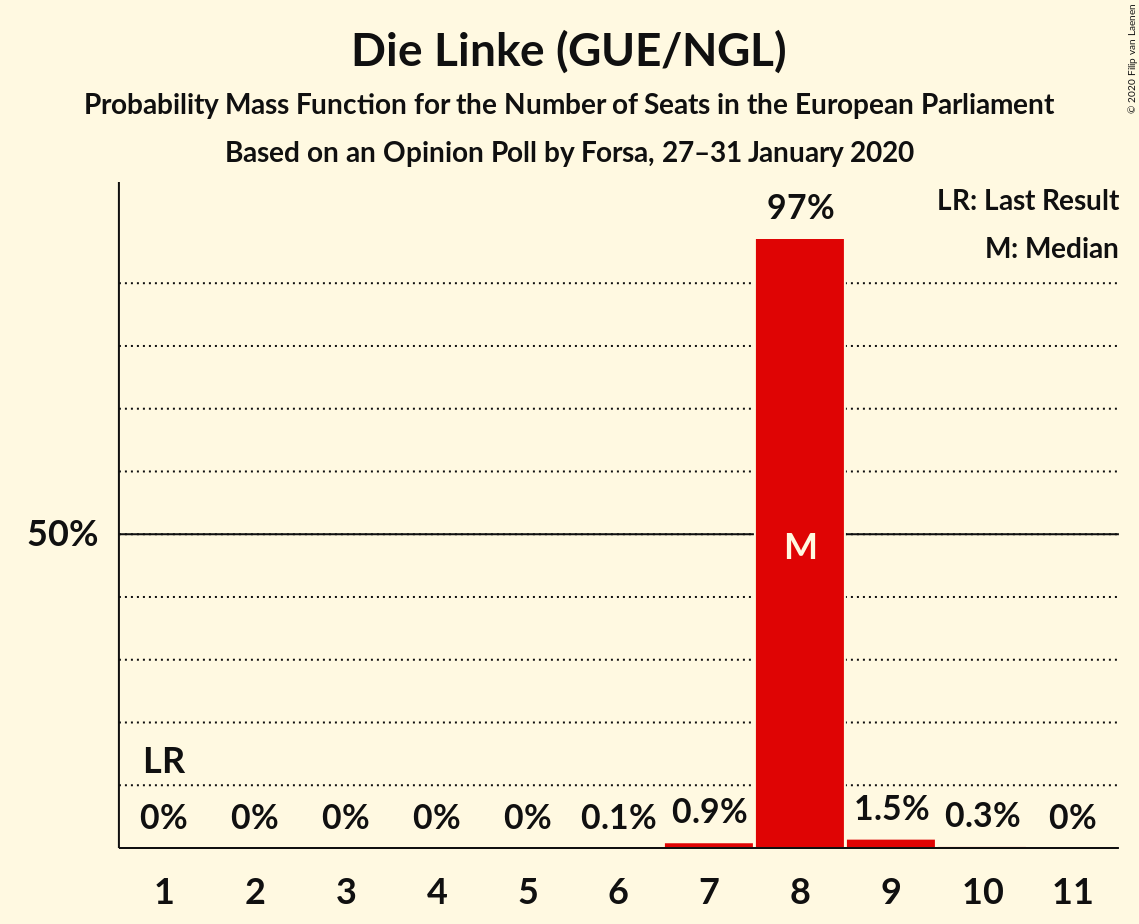 Die Linke (GUE/NGL)
Probability Mass Function for the Number of Seats in the European Parliament
Based on an Opinion Poll by Forsa, 27–31 January 2020
© 2020 Filip van Laenen
LR: Last Result
M: Median
97%
50%
M
LR
0% 0% 0% 0% 0% 0.1% 0.9% 1.5% 0.3% 0%
1 2 3 4 5 6 7 8 9 10 11